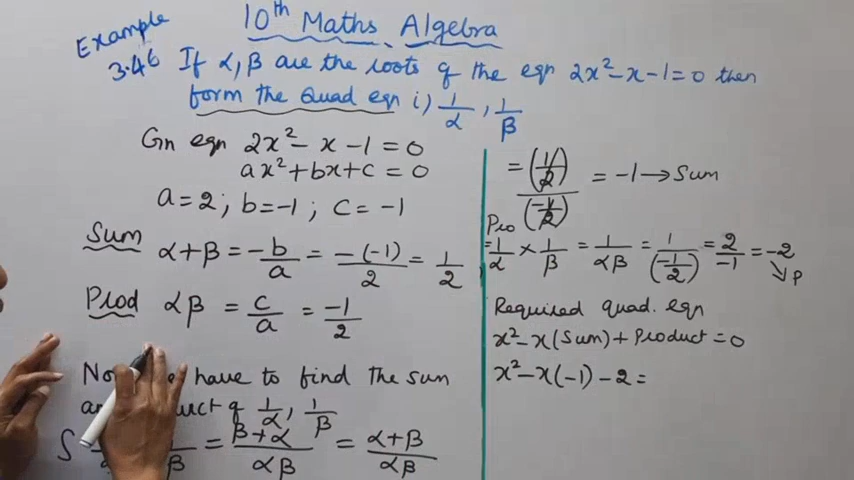 10th Maths Algebra
Example 3.46 If α, β are the roots of the eqn 2x² - x - 1 = 0 then
form the Quad eqn i) 1/α, 1/β
Gn eqn 2x² - x - 1 = 0
ax² + bx + c = 0
a = 2 ; b = -1 ; c = -1
Sum α + β = -b/a = -(-1)/2 = 1/2
Prod αβ = c/a = -1/2
have to find the sum
of 1/α, 1/β
= β+α/αβ = α+β/αβ
= (1/2)/(-1/2) = -1 → Sum
Pro
= 1/α × 1/β = 1/αβ = 1/(-1/2) = 2/-1 = -2
↘ P
Required quad. eqn
x² - x(Sum) + Product = 0
x² - x(-1) - 2 =